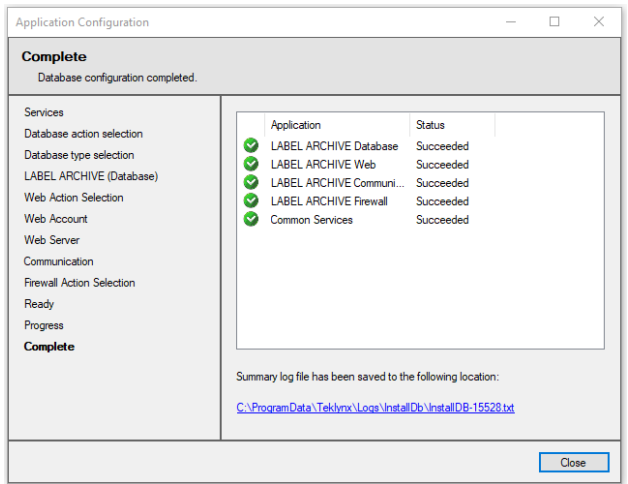 Application Configuration
Complete
Database configuration completed.
Services
Database action selection
Database type selection
LABEL ARCHIVE (Database)
Web Action Selection
Web Account
Web Server
Communication
Firewall Action Selection
Ready
Progress
Complete
Application Status
LABEL ARCHIVE Database Succeeded
LABEL ARCHIVE Web Succeeded
LABEL ARCHIVE Communi... Succeeded
LABEL ARCHIVE Firewall Succeeded
Common Services Succeeded
Summary log file has been saved to the following location:
C:\ProgramData\Teklynx\Logs\InstallDb\InstallDB-15528.txt
Close